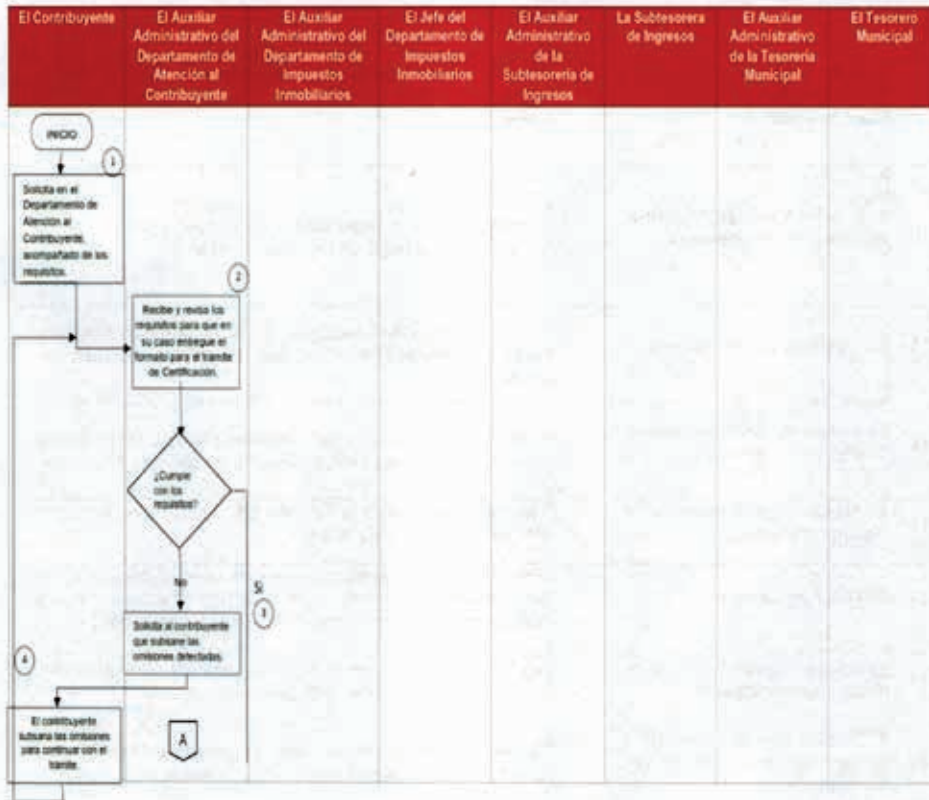 El Contribuyente
El Auxiliar
Administrativo del
Departamento de
Atención al
Contribuyente
El Auxiliar
Administrativo del
Departamento de
Impuestos
Inmobiliarios
El Jefe del
Departamento de
Impuestos
Inmobiliarios
El Auxiliar
Administrativo
de la
Subtesorería de
Ingresos
La Subtesorera
de Ingresos
El Auxiliar
Administrativo
de la Tesorería
Municipal
El Tesorero
Municipal
INICIO
1
Solicita en el
Departamento de
Atención al
Contribuyente,
acompañado de los
requisitos.
2
Recibe y revisa los
requisitos para que en
su caso entregue el
formato para el trámite
de Certificación.
¿Cumple
con los
requisitos?
No
SI
3
Solicita al contribuyente
que subsane las
omisiones detectadas.
4
El contribuyente
subsana las omisiones
para continuar con el
trámite.
A